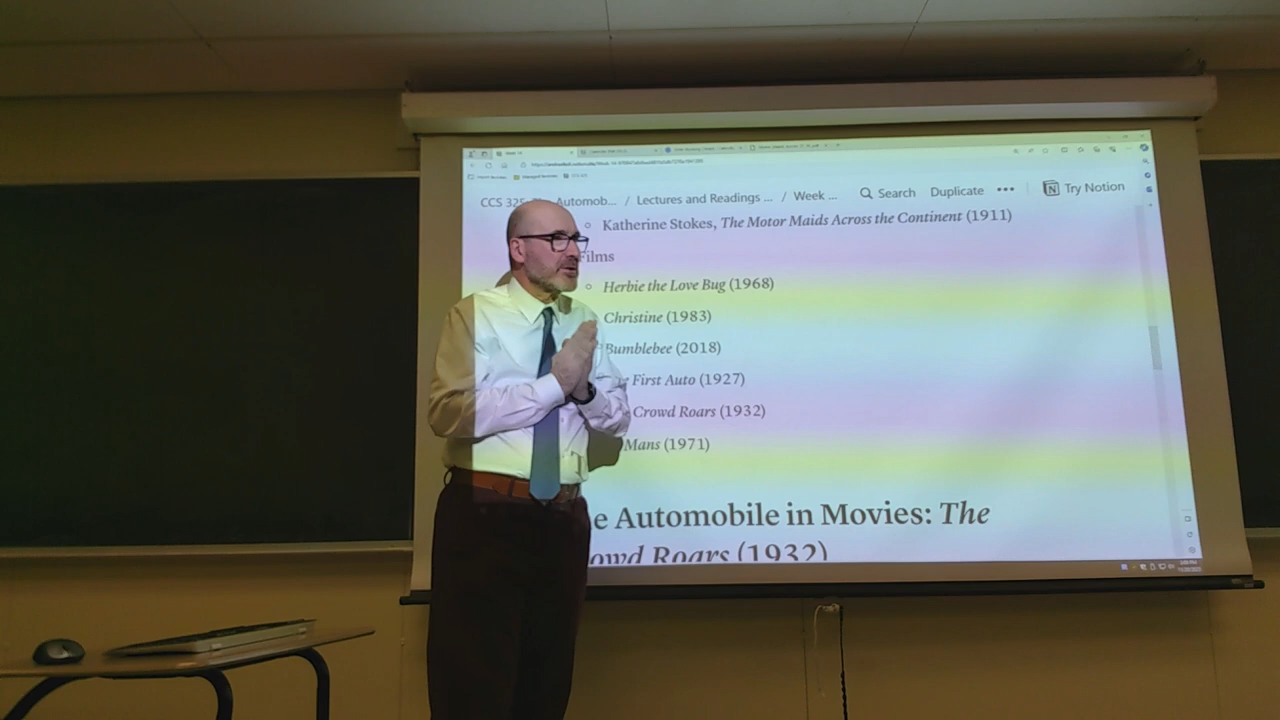 CCS 325 Automob... / Lectures and Readings ... / Week ... Search Duplicate ••• Try Notion
Katherine Stokes, The Motor Maids Across the Continent (1911)
Films
Herbie the Love Bug (1968)
Christine (1983)
Bumblebee (2018)
First Auto (1927)
Crowd Roars (1932)
Mans (1971)
e Automobile in Movies: The
owd Roars (1932)